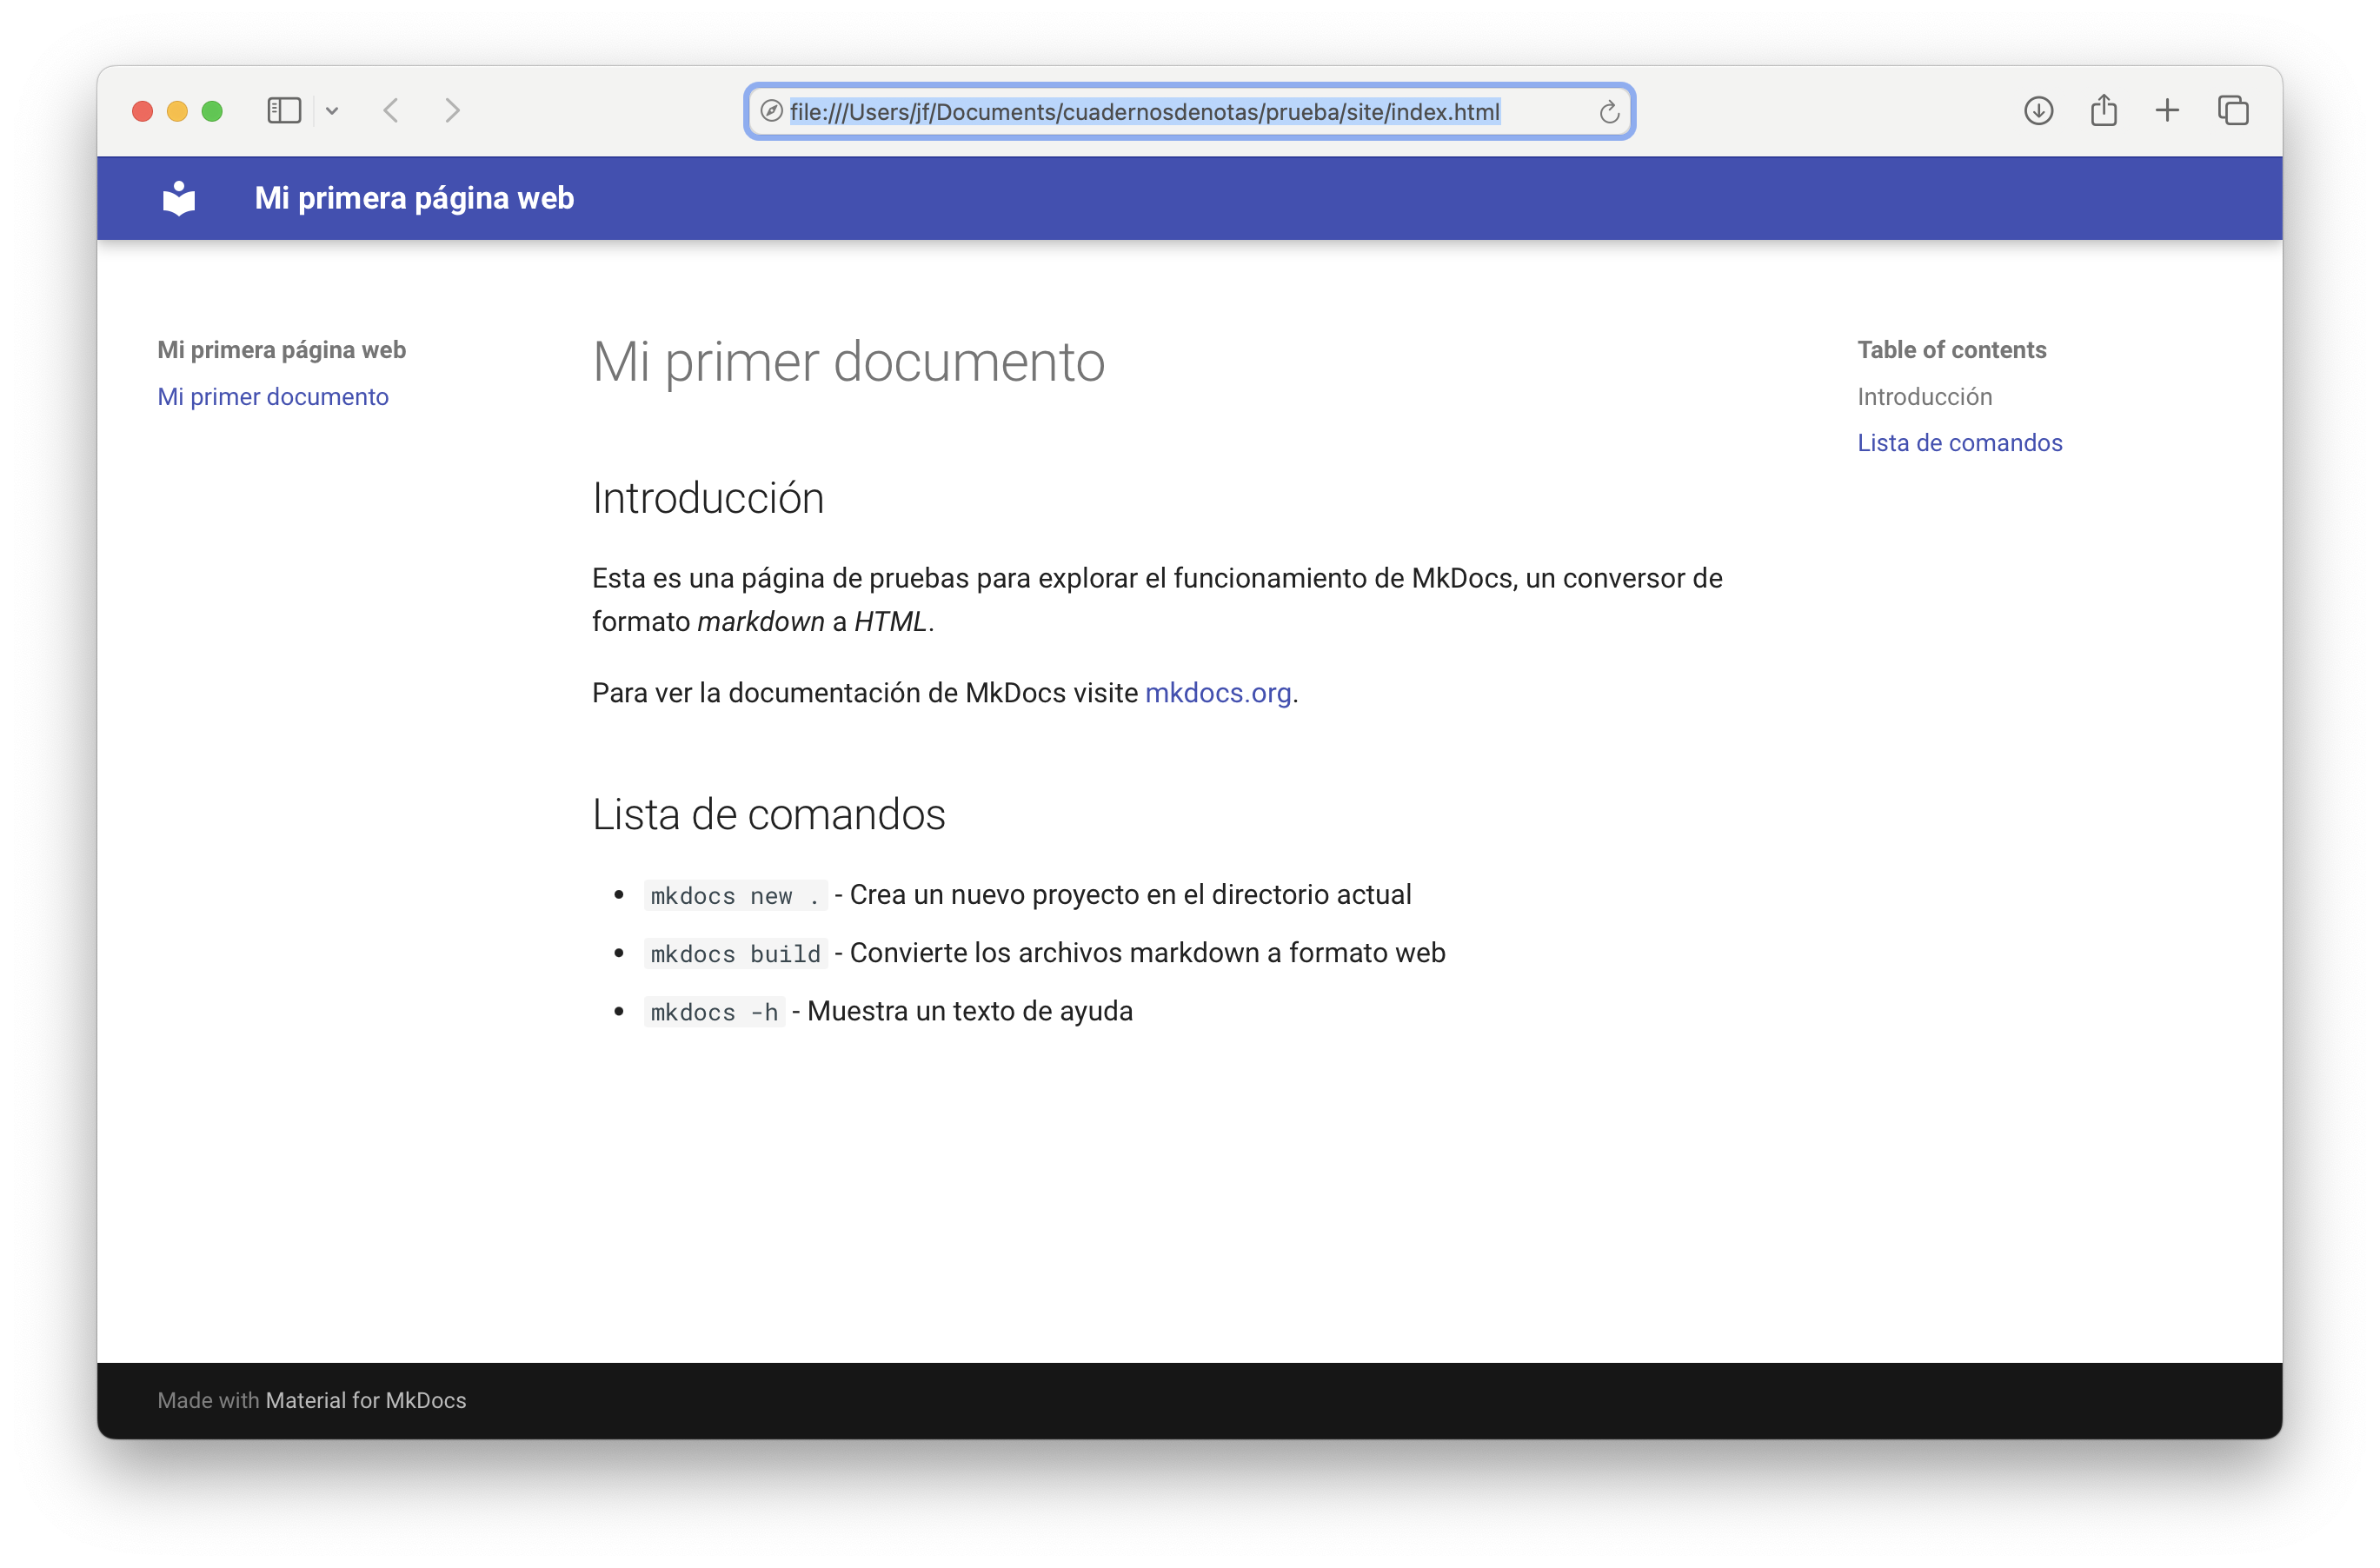 file:///Users/jf/Documents/cuadernosdenotas/prueba/site/index.html
Mi primera página web
Mi primera página web
Mi primer documento
Mi primer documento
Introducción
Esta es una página de pruebas para explorar el funcionamiento de MkDocs, un conversor de
formato markdown a HTML.
Para ver la documentación de MkDocs visite mkdocs.org.
Lista de comandos
mkdocs new . - Crea un nuevo proyecto en el directorio actual
mkdocs build - Convierte los archivos markdown a formato web
mkdocs -h - Muestra un texto de ayuda
Table of contents
Introducción
Lista de comandos
Made with Material for MkDocs